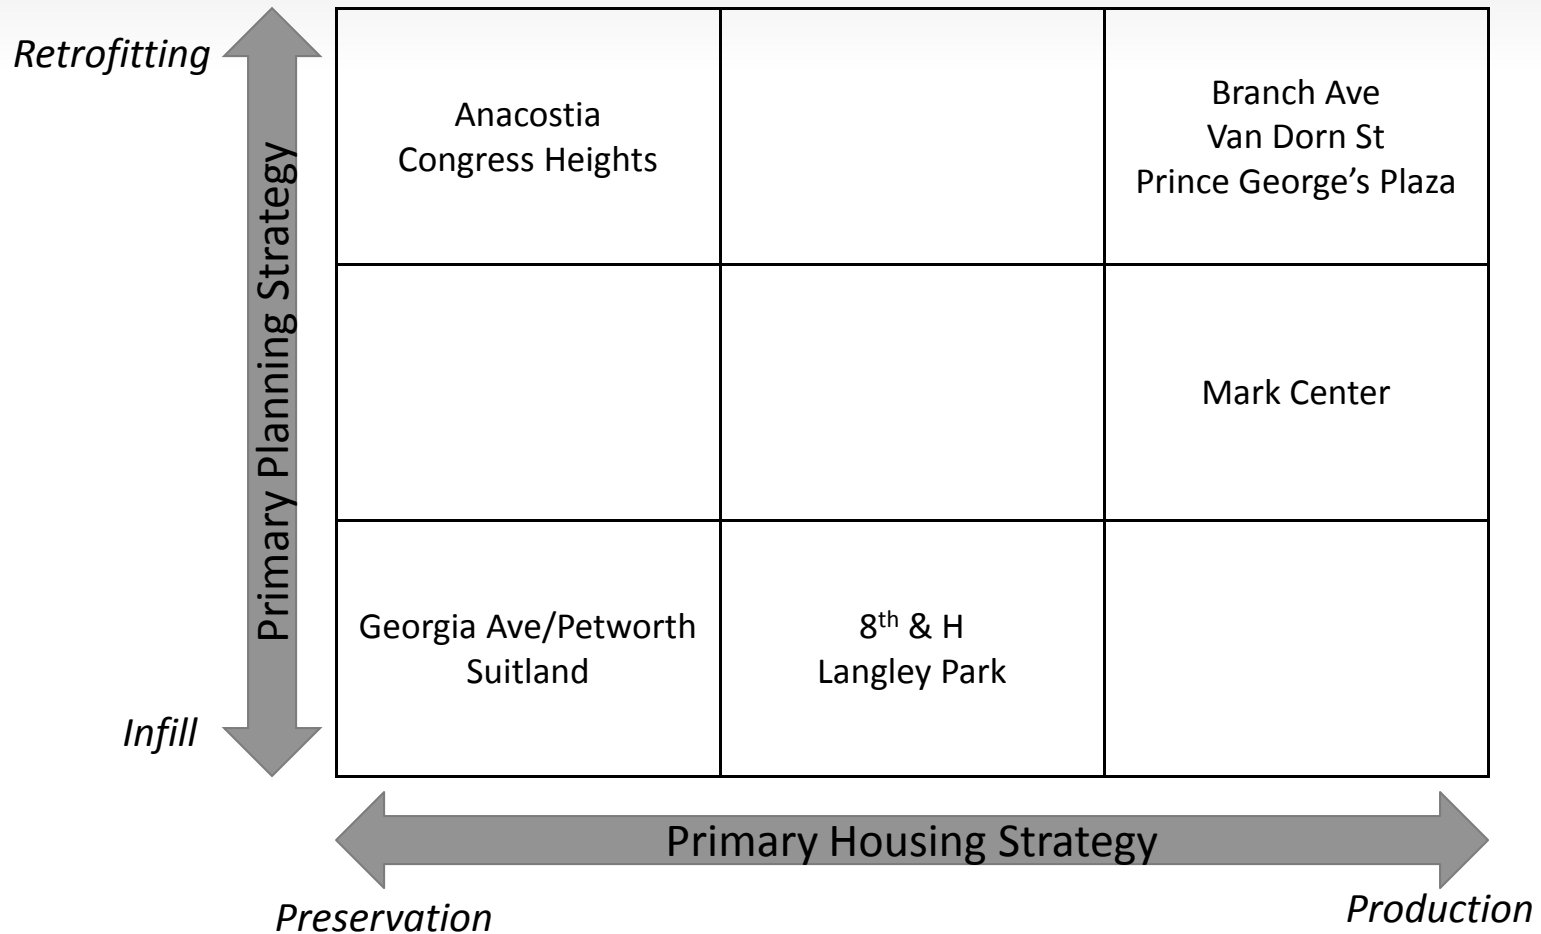 Retrofitting
Primary Planning Strategy
Infill
Anacostia
Congress Heights
Branch Ave
Van Dorn St
Prince George’s Plaza
Mark Center
Georgia Ave/Petworth
Suitland
8th & H
Langley Park
Primary Housing Strategy
Preservation
Production